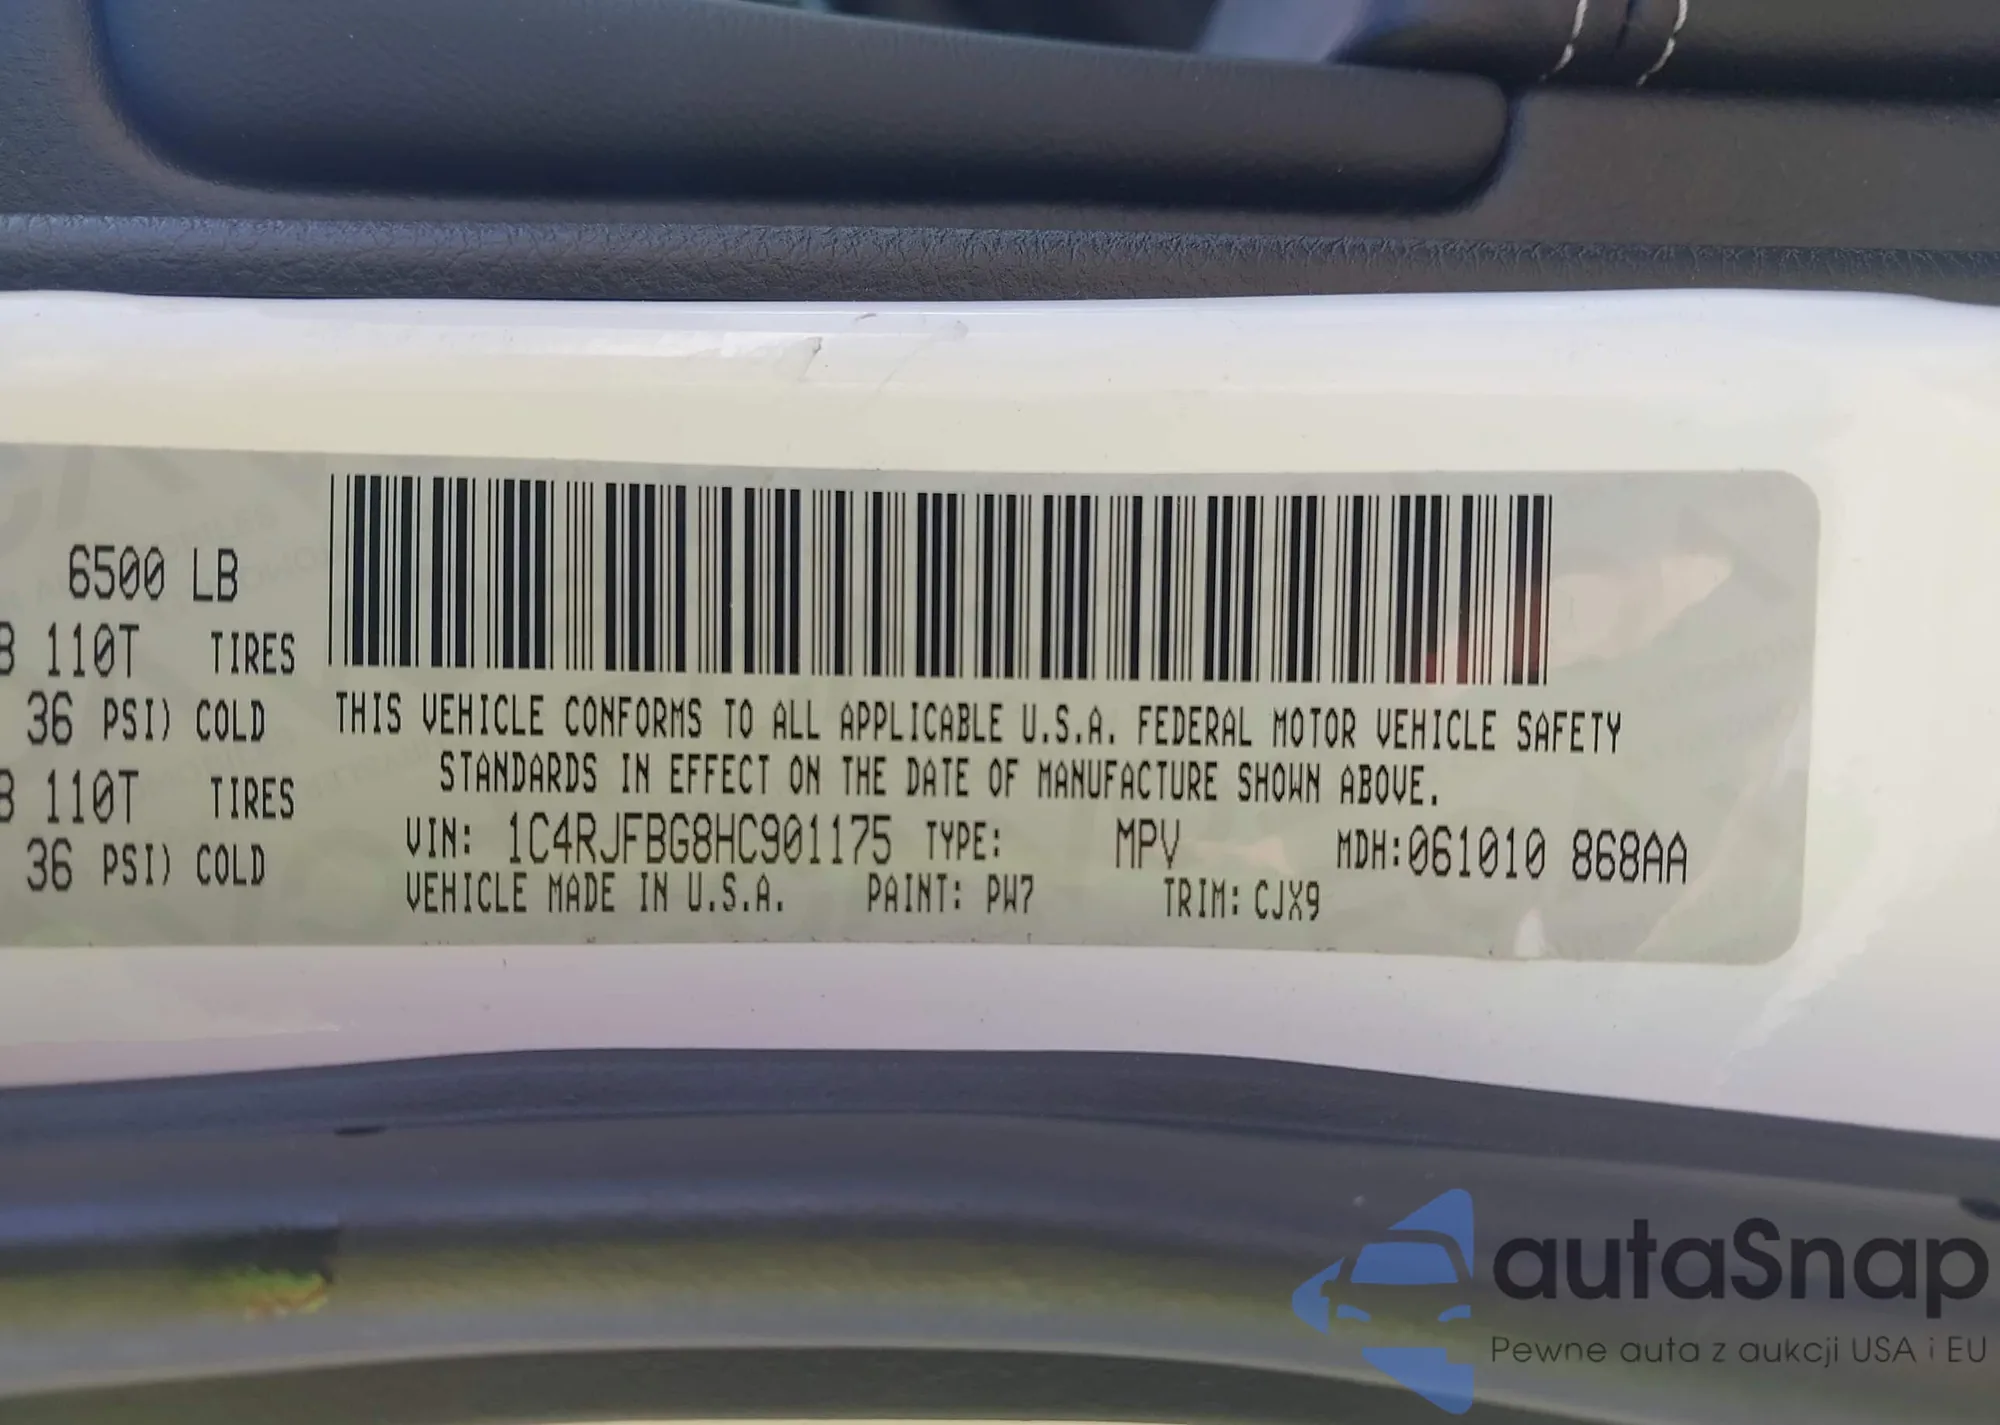 6500 LB
110T TIRES
36 PSI) COLD
110T TIRES
36 PSI) COLD
THIS VEHICLE CONFORMS TO ALL APPLICABLE U.S.A. FEDERAL MOTOR VEHICLE SAFETY
STANDARDS IN EFFECT ON THE DATE OF MANUFACTURE SHOWN ABOVE.
VIN: 1C4RJFBG8HC901175 TYPE: MPV MDH:061010 868AA
VEHICLE MADE IN U.S.A. PAINT: PW7 TRIM: CJX9
autaSnap
Pewne auta z aukcji USA i EU